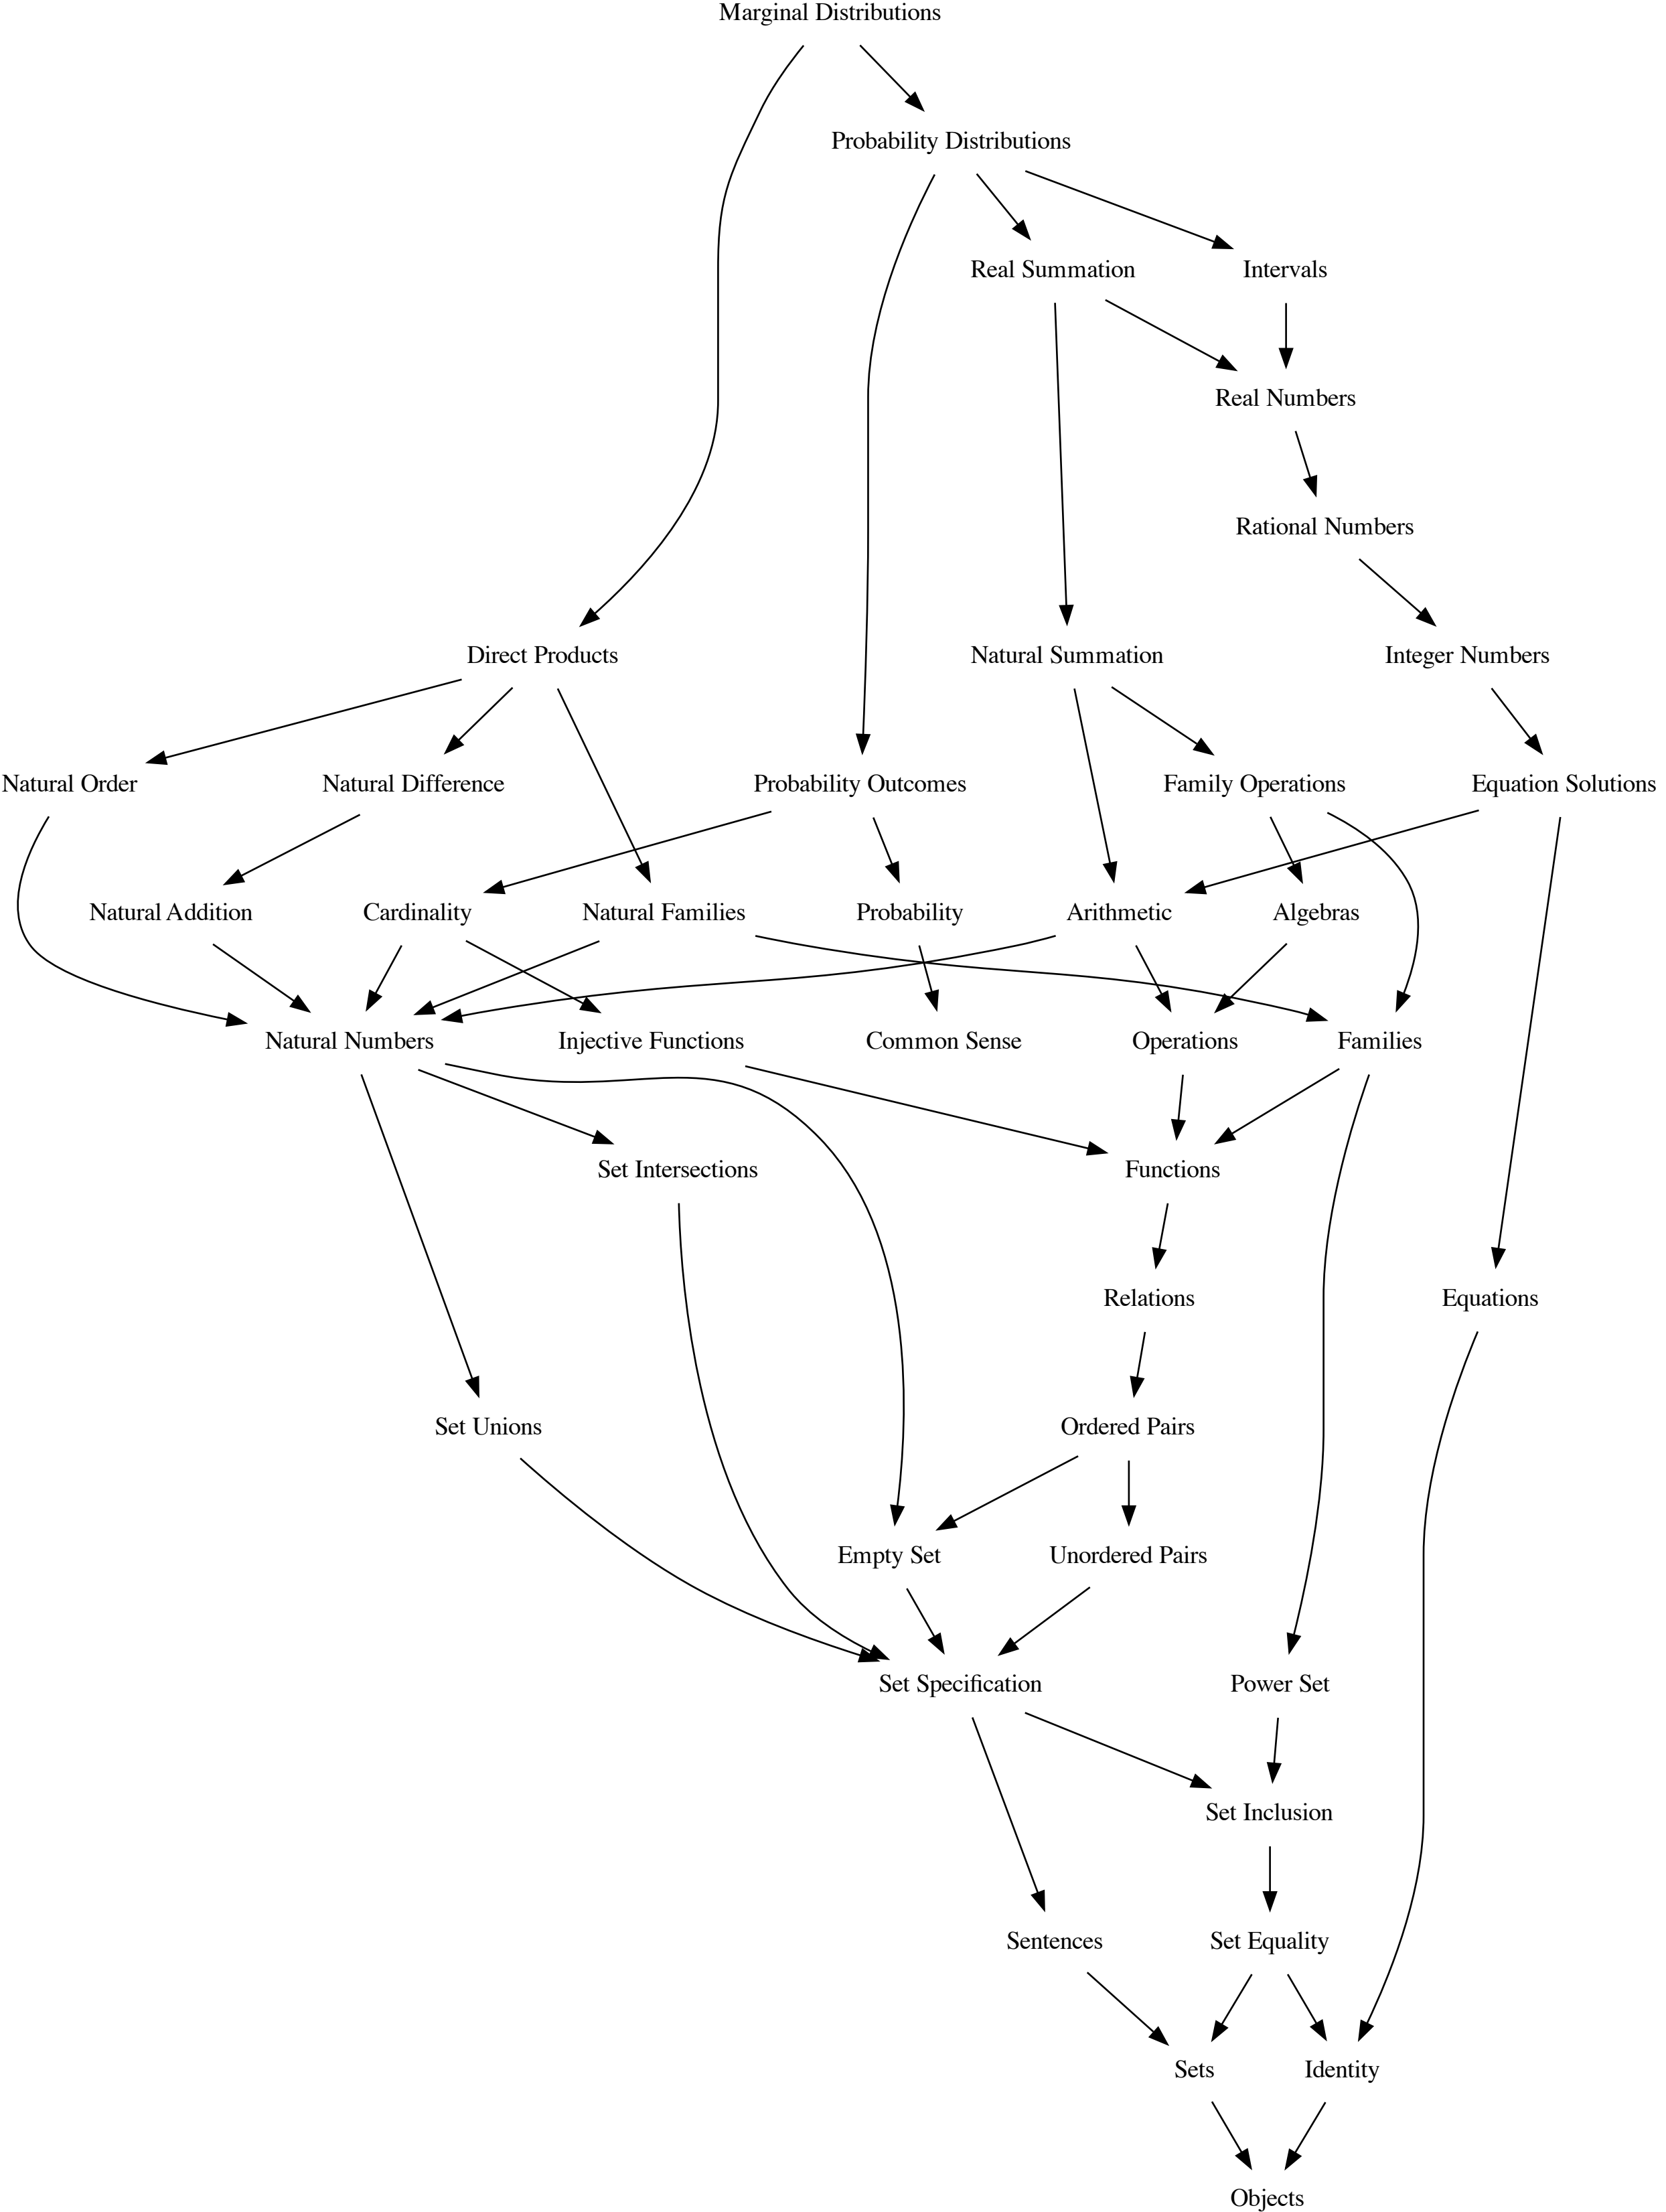 Marginal Distributions
Probability Distributions
Real Summation
Intervals
Real Numbers
Rational Numbers
Direct Products
Natural Summation
Integer Numbers
Natural Order
Natural Difference
Probability Outcomes
Family Operations
Equation Solutions
Natural Addition
Cardinality
Natural Families
Probability
Arithmetic
Algebras
Natural Numbers
Injective Functions
Common Sense
Operations
Families
Set Intersections
Functions
Relations
Equations
Set Unions
Ordered Pairs
Empty Set
Unordered Pairs
Set Specification
Power Set
Set Inclusion
Sentences
Set Equality
Sets
Identity
Objects